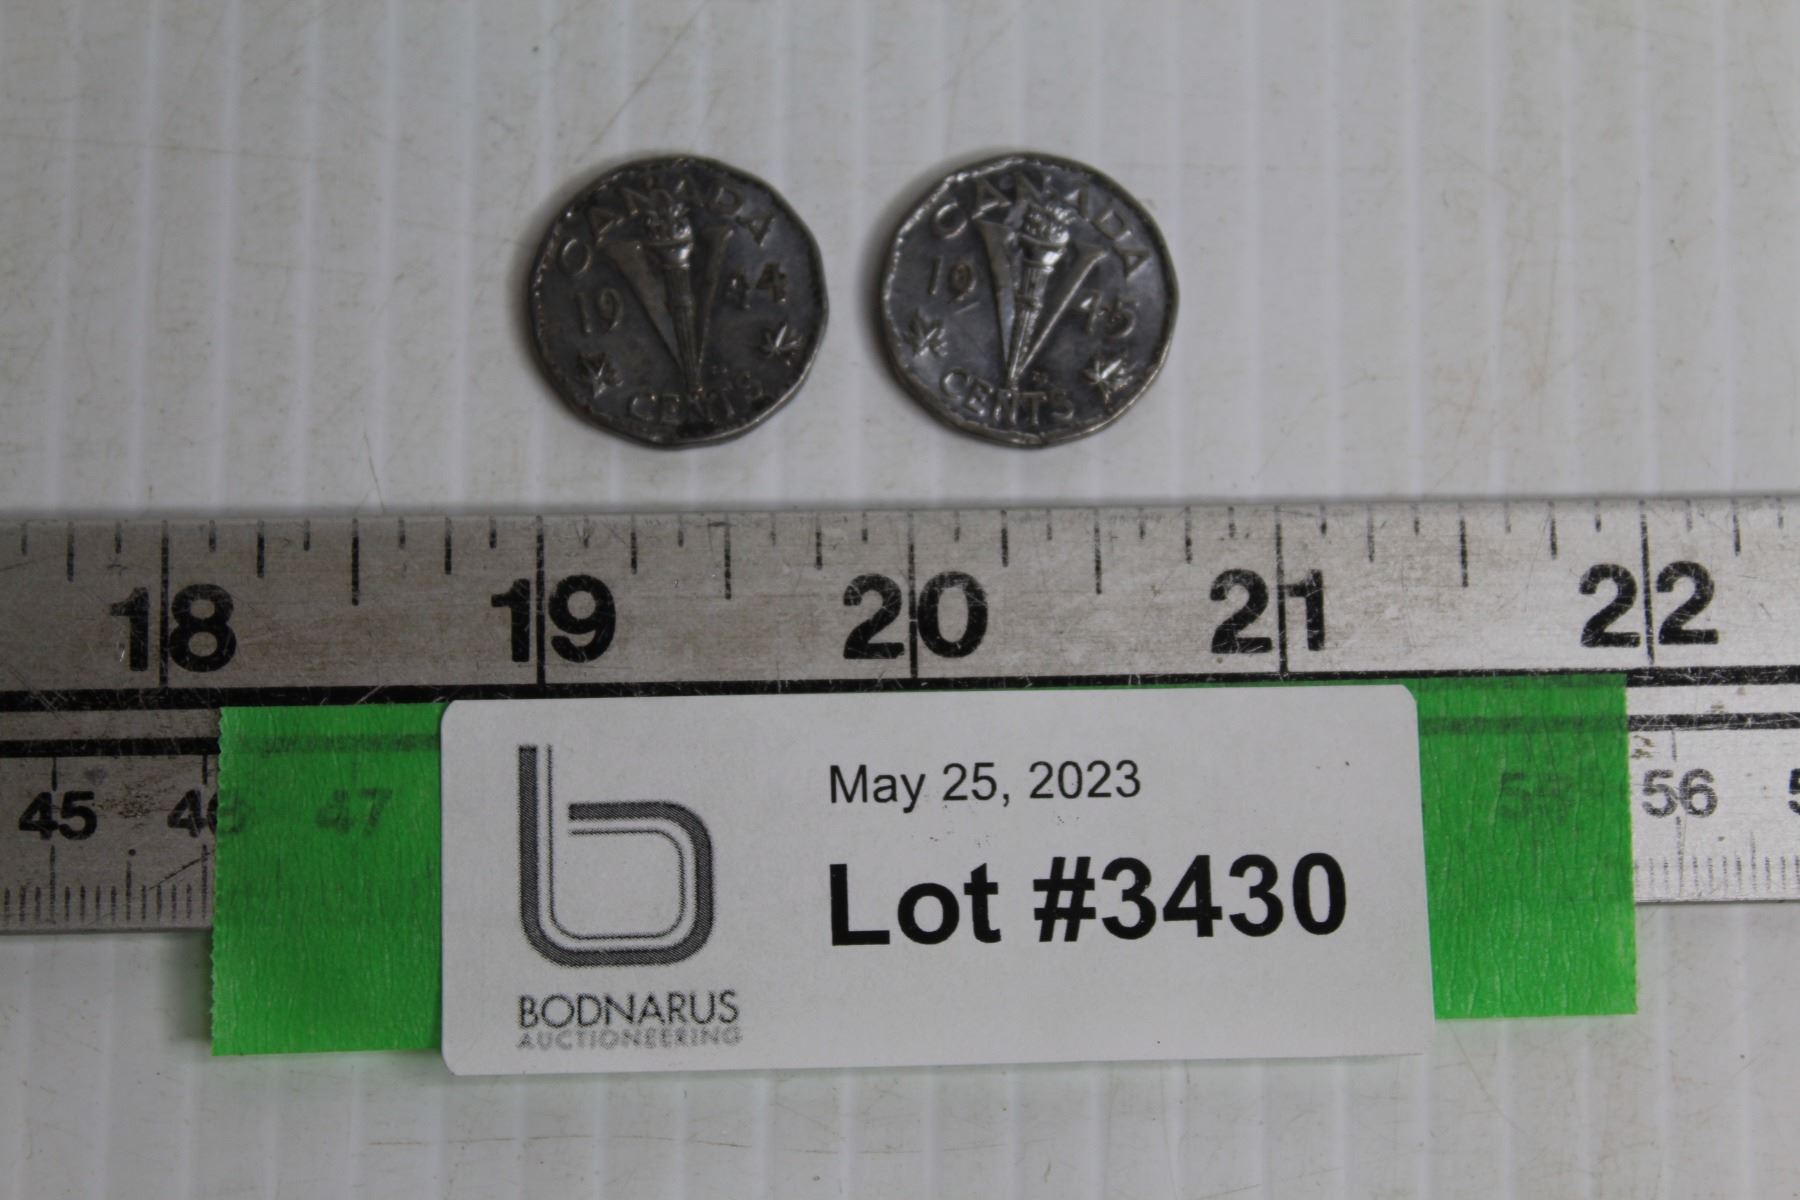 CANADA
19 44
CENTS
CANADA
19 45
CENTS
18 19 20 21 22
45 46 47 56
May 25, 2023
Lot #3430
BODNARUS
AUCTIONEERING